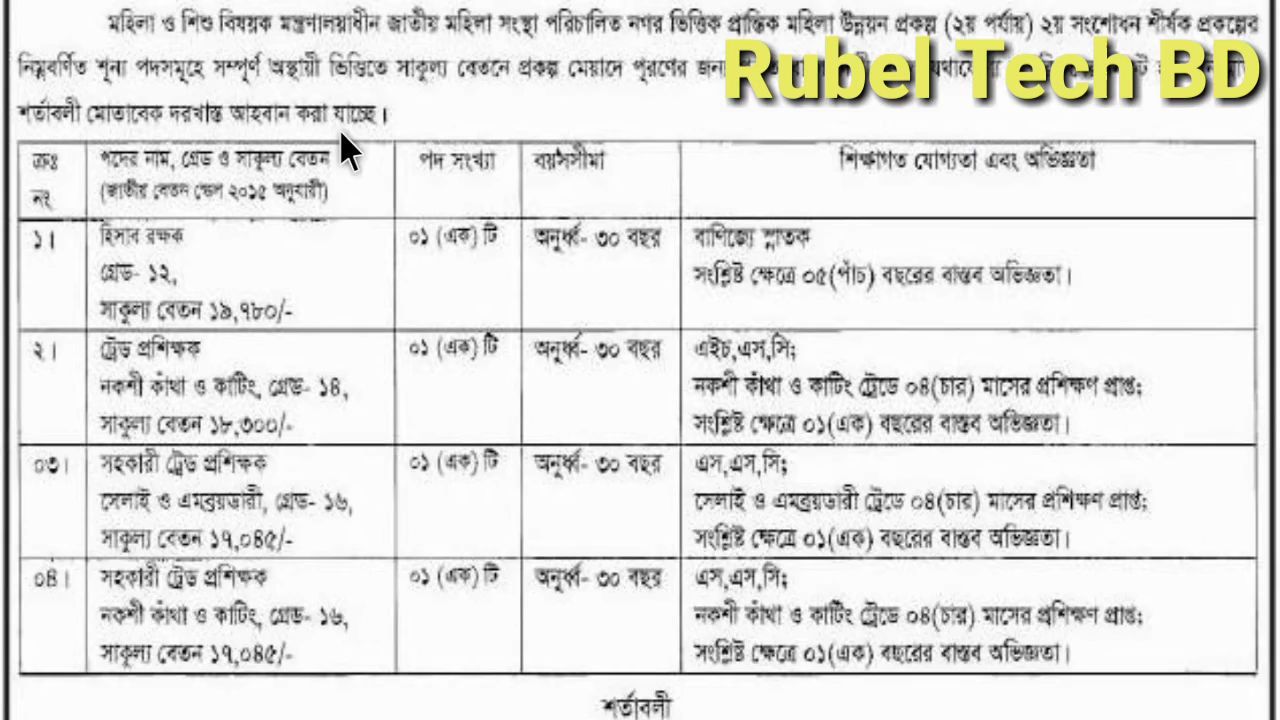 মহিলা ও শিশু বিষয়ক মন্ত্রণালয়াধীন জাতীয় মহিলা সংস্থা পরিচালিত নগর ভিত্তিক প্রান্তিক মহিলা উন্নয়ন প্রকল্প (২য় পর্যায়) ২য় সংশোধন শীর্ষক প্রকল্পের
নিম্নবর্ণিত শূন্য পদসমূহে সম্পূর্ণ অস্থায়ী ভিত্তিতে সাকূল্য বেতনে প্রকল্প মেয়াদে পূরণের জন্য
Rubel Tech BD
শর্তাবলী মোতাবেক দরখাস্ত আহবান করা যাচ্ছে।
ক্রঃ নং
পদের নাম, গ্রেড ও সাকূল্য বেতন
(জাতীয় বেতন স্কেল ২০১৫ অনুযায়ী)
পদ সংখ্যা
বয়সসীমা
শিক্ষাগত যোগ্যতা এবং অভিজ্ঞতা
১। হিসাব রক্ষক ০১ (এক) টি অনূর্ধ্ব- ৩০ বছর বাণিজ্যে স্নাতক
গ্রেড- ১২, সংশ্লিষ্ট ক্ষেত্রে ০৫(পাঁচ) বছরের বাস্তব অভিজ্ঞতা।
সাকূল্য বেতন ১৯,৭৮০/-
২। ট্রেড প্রশিক্ষক ০১ (এক) টি অনূর্ধ্ব- ৩০ বছর এইচ,এস,সি;
নকশী কাঁথা ও কাটিং, গ্রেড- ১৪, নকশী কাঁথা ও কাটিং ট্রেডে ০৪(চার) মাসের প্রশিক্ষণ প্রাপ্ত;
সাকূল্য বেতন ১৮,৩০০/- সংশ্লিষ্ট ক্ষেত্রে ০১(এক) বছরের বাস্তব অভিজ্ঞতা।
০৩। সহকারী ট্রেড প্রশিক্ষক ০১ (এক) টি অনূর্ধ্ব- ৩০ বছর এস,এস,সি;
সেলাই ও এমব্রয়ডারী, গ্রেড- ১৬, সেলাই ও এমব্রয়ডারী ট্রেডে ০৪(চার) মাসের প্রশিক্ষণ প্রাপ্ত;
সাকূল্য বেতন ১৭,০৪৫/- সংশ্লিষ্ট ক্ষেত্রে ০১(এক) বছরের বাস্তব অভিজ্ঞতা।
০৪। সহকারী ট্রেড প্রশিক্ষক ০১ (এক) টি অনূর্ধ্ব- ৩০ বছর এস,এস,সি;
নকশী কাঁথা ও কাটিং, গ্রেড- ১৬, নকশী কাঁথা ও কাটিং ট্রেডে ০৪(চার) মাসের প্রশিক্ষণ প্রাপ্ত;
সাকূল্য বেতন ১৭,০৪৫/- সংশ্লিষ্ট ক্ষেত্রে ০১(এক) বছরের বাস্তব অভিজ্ঞতা।
শর্তাবলী